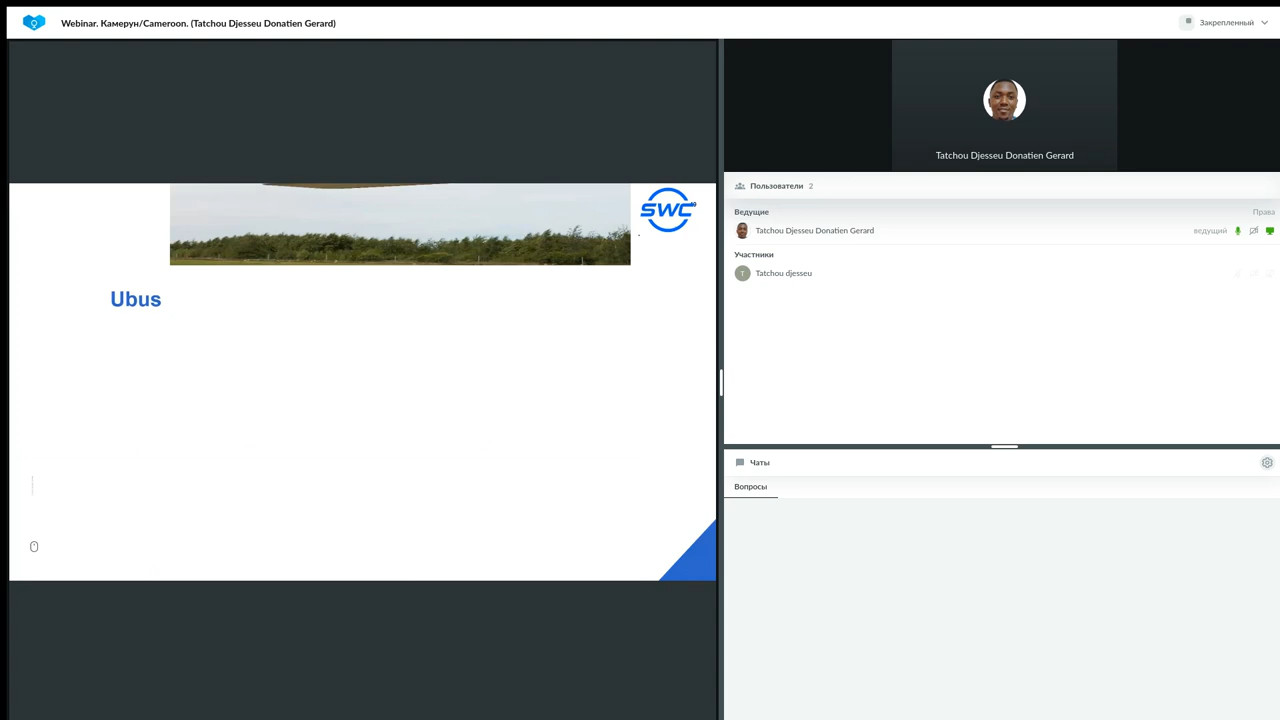 Webinar. Камерун/Cameroon. (Tatchou Djesseu Donatien Gerard)
Закрепленный
SWC
Ubus
Tatchou Djesseu Donatien Gerard
Пользователи 2
Ведущие Права
Tatchou Djesseu Donatien Gerard ведущий
Участники
T Tatchou djesseu
Чаты
Вопросы